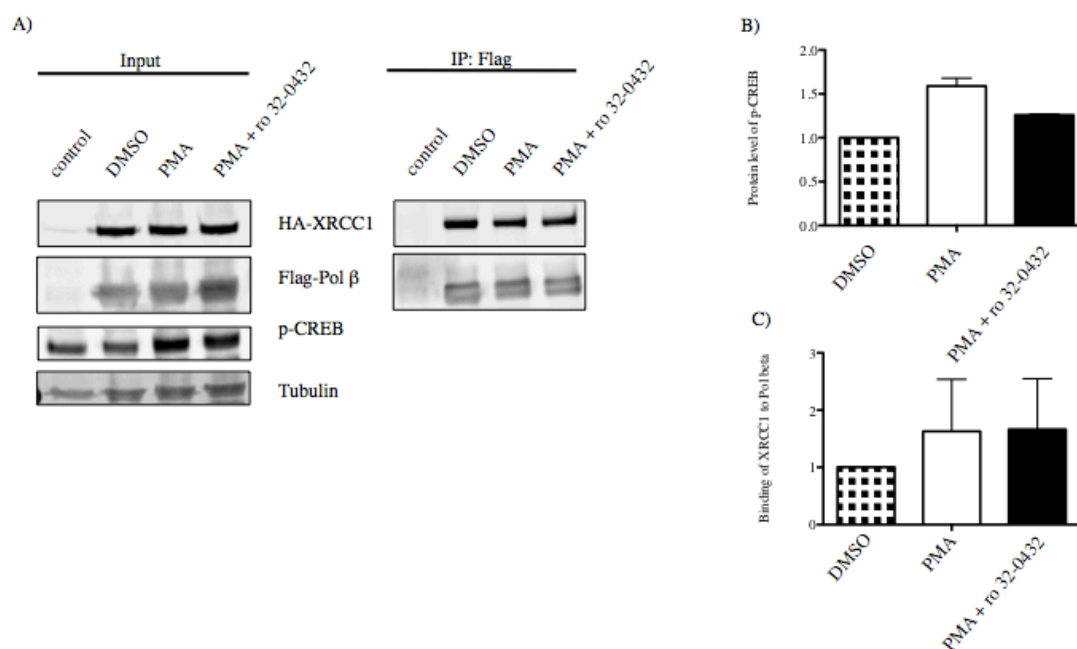 A)
Input
IP: Flag
control
DMSO
PMA
PMA + ro 32-0432
control
DMSO
PMA
PMA + ro 32-0432
HA-XRCC1
Flag-Pol β
p-CREB
Tubulin
B)
Protein level of p-CREB
2.0
1.5
1.0
0.5
0.0
DMSO
PMA
PMA + ro 32-0432
C)
Binding of XRCC1 to Pol beta
3
2
1
0
DMSO
PMA
PMA + ro 32-0432